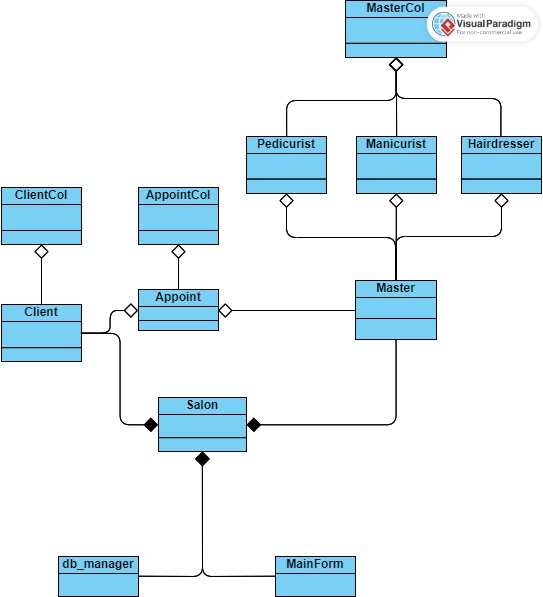 MasterCol
Made with
Visual Paradigm
For non-commercial use
Pedicurist
Manicurist
Hairdresser
ClientCol
AppointCol
Master
Appoint
Client
Salon
db_manager
MainForm